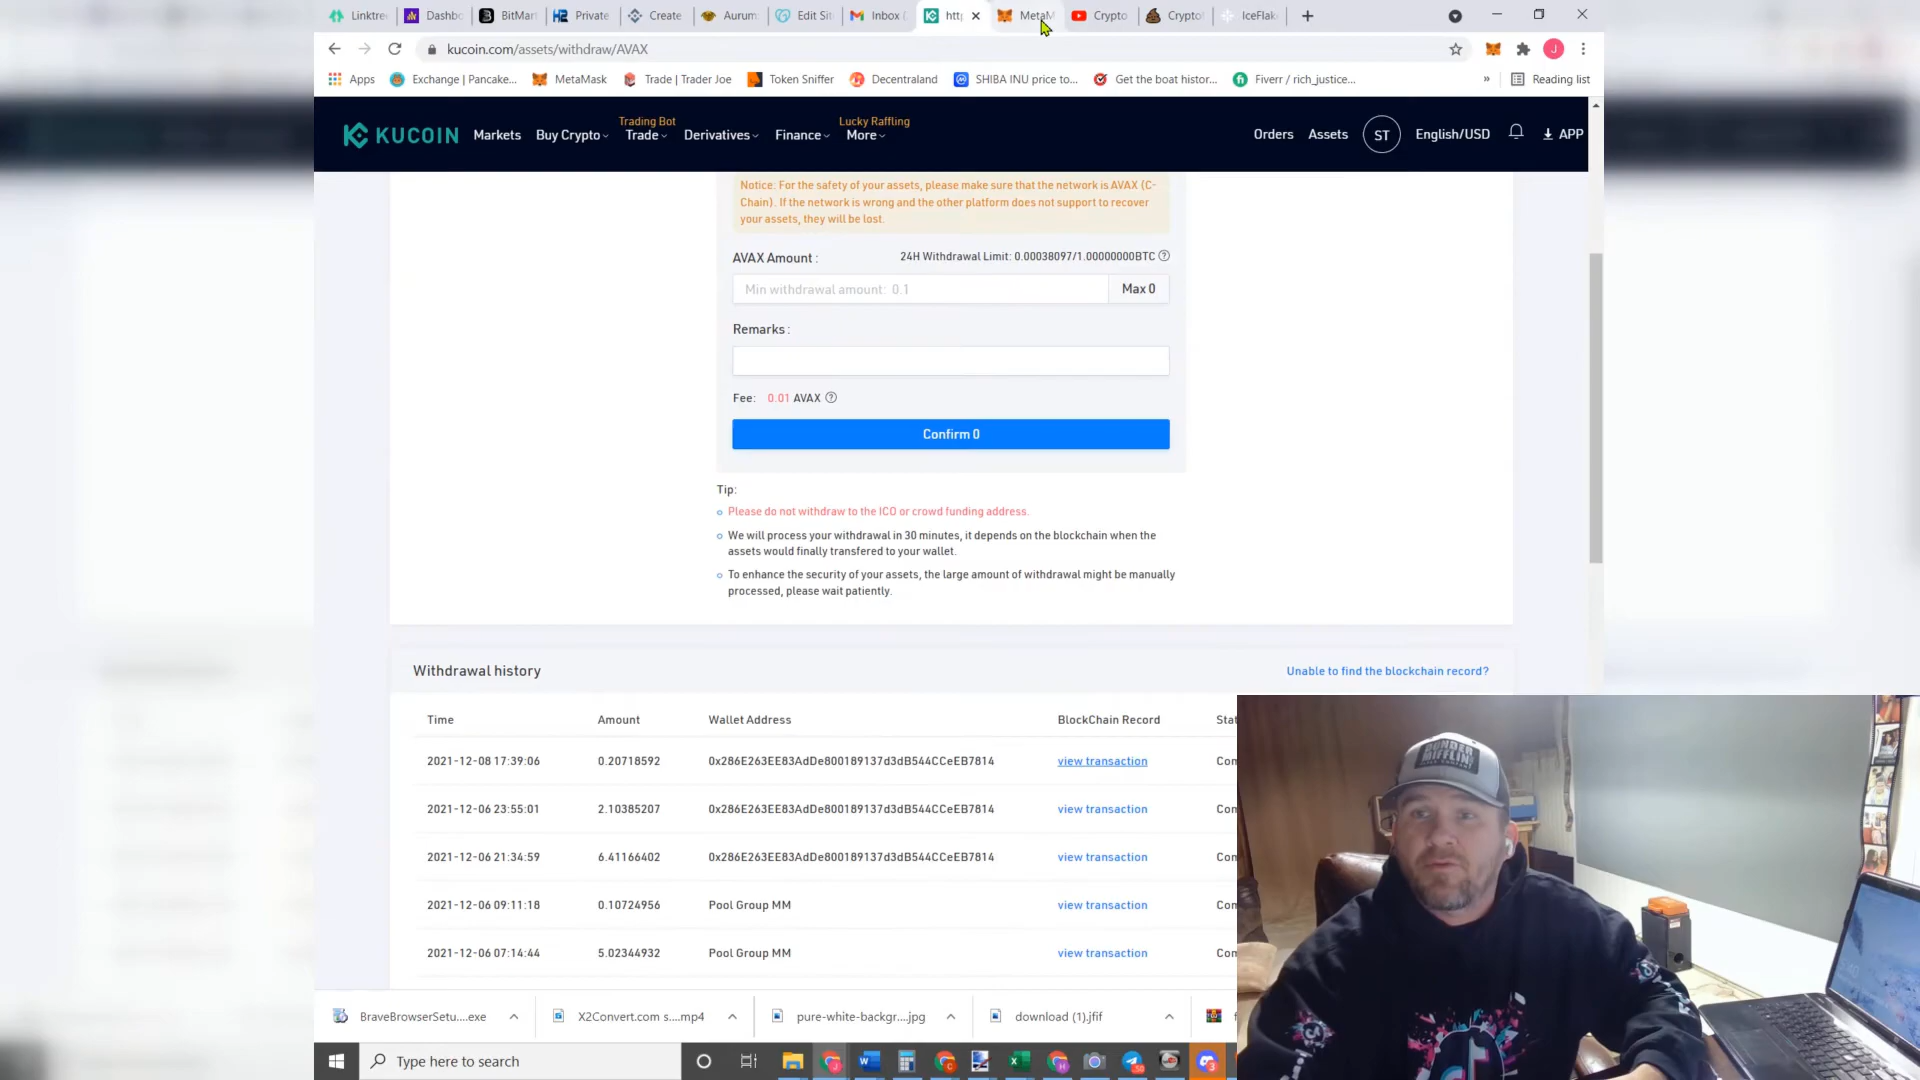 Linktre
Dashbo
BitMar
Private
Create
Aurum
Edit Sit
Inbox (
htt
MetaM
Crypto
Crypto
IceFlak
kucoin.com/assets/withdraw/AVAX
J
Apps
Exchange | Pancake...
MetaMask
Trade | Trader Joe
Token Sniffer
Decentraland
SHIBA INU price to...
Get the boat histor...
Fiverr / rich_justice...
»
Reading list
KUCOIN
Markets
Buy Crypto
Trading Bot
Trade
Derivatives
Finance
Lucky Raffling
More
Orders
Assets
ST
English/USD
APP
Notice: For the safety of your assets, please make sure that the network is AVAX (C-
Chain). If the network is wrong and the other platform does not support to recover
your assets, they will be lost.
AVAX Amount :
24H Withdrawal Limit: 0.00038097/1.00000000BTC
Min withdrawal amount: 0.1
Max 0
Remarks :
Fee: 0.01 AVAX
Confirm 0
Tip:
Please do not withdraw to the ICO or crowd funding address.
We will process your withdrawal in 30 minutes, it depends on the blockchain when the
assets would finally transfered to your wallet.
To enhance the security of your assets, the large amount of withdrawal might be manually
processed, please wait patiently.
Withdrawal history
Unable to find the blockchain record?
Time Amount Wallet Address BlockChain Record Stat
2021-12-08 17:39:06 0.20718592 0x286E263EE83AdDe800189137d3dB544CCeEB7814 view transaction Com
2021-12-06 23:55:01 2.10385207 0x286E263EE83AdDe800189137d3dB544CCeEB7814 view transaction Com
2021-12-06 21:34:59 6.41166402 0x286E263EE83AdDe800189137d3dB544CCeEB7814 view transaction Com
2021-12-06 09:11:18 0.10724956 Pool Group MM view transaction Com
2021-12-06 07:14:44 5.02344932 Pool Group MM view transaction Com
DUNDER
MIFFLIN
BraveBrowserSetu....exe
X2Convert.com s....mp4
pure-white-backgr....jpg
download (1).jfif
Type here to search